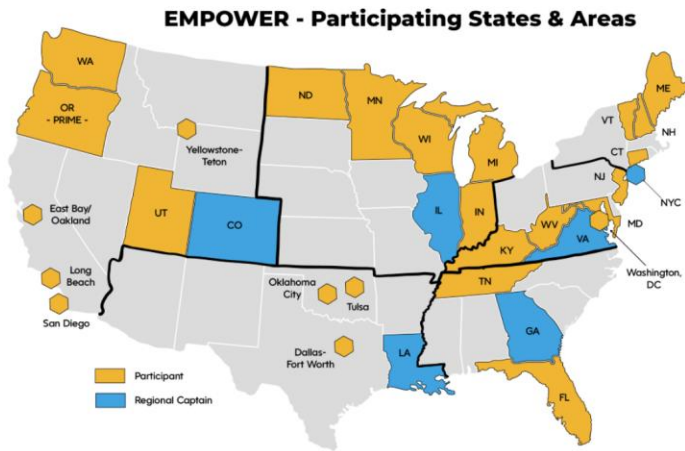 EMPOWER - Participating States & Areas
WA
OR
- PRIME -
ND
MN
WI
MI
ME
VT
NH
CT
NJ
NYC
Yellowstone-
Teton
East Bay/
Oakland
UT
CO
IL
IN
WV
VA
MD
KY
Washington,
DC
TN
Long
Beach
San Diego
Oklahoma
City
Tulsa
Dallas-
Fort Worth
LA
GA
FL
Participant
Regional Captain